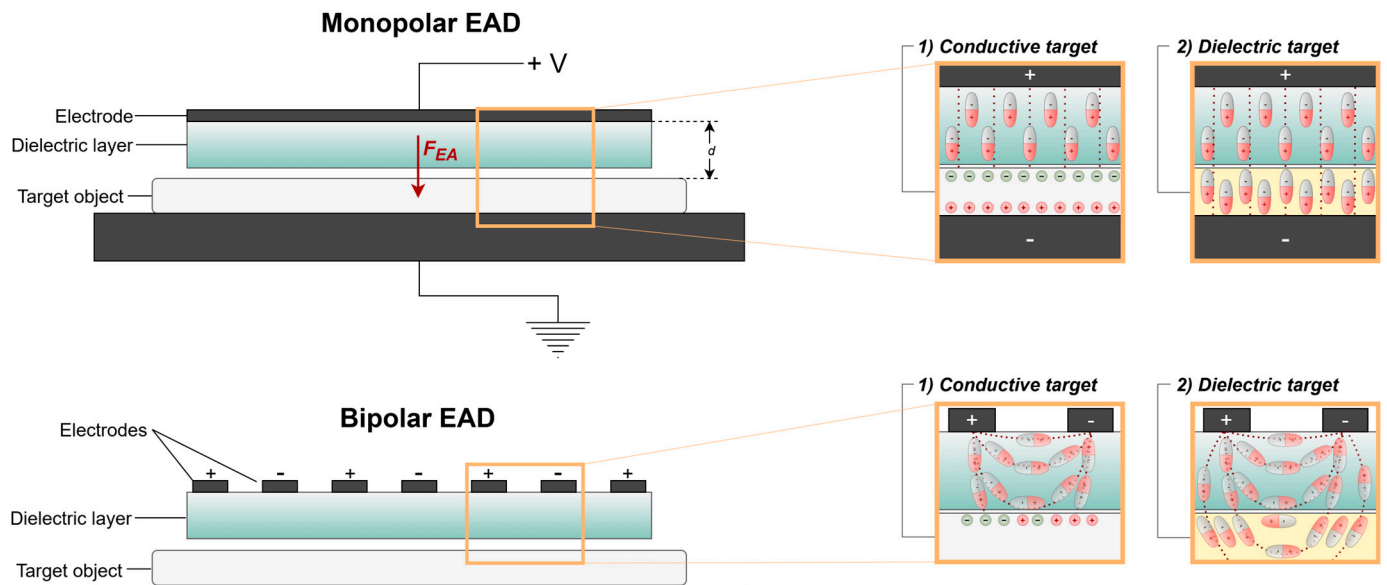 Monopolar EAD
+ V
Electrode
Dielectric layer
Target object
F_EA
d
1) Conductive target
+
-
2) Dielectric target
+
-
Bipolar EAD
Electrodes
+ - + - + - +
Dielectric layer
Target object
1) Conductive target
+ -
2) Dielectric target
+ -